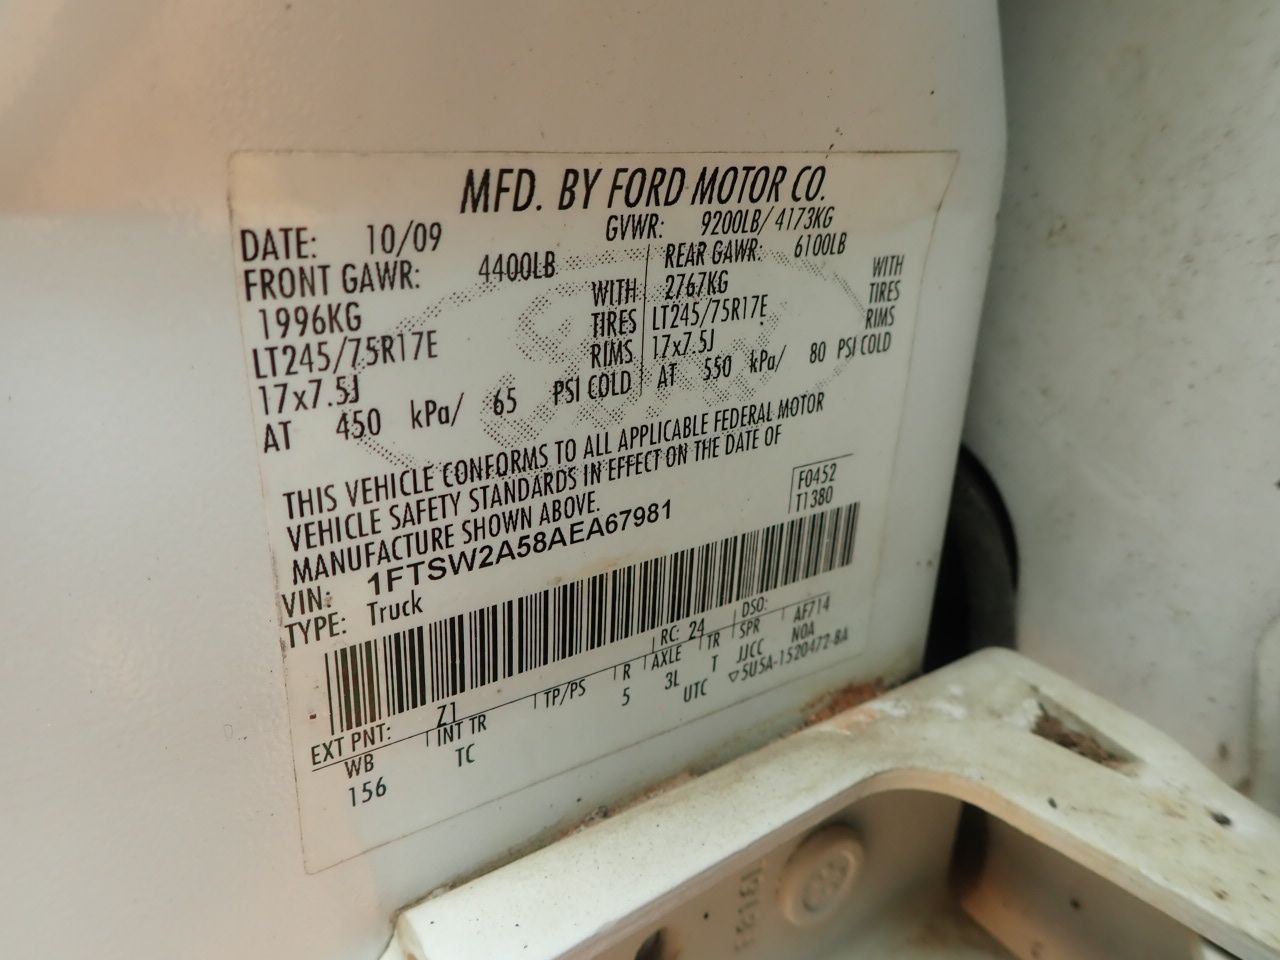 MFD. BY FORD MOTOR CO.
DATE: 10/09 GVWR: 9200LB/ 4173KG
FRONT GAWR: 4400LB REAR GAWR: 6100LB
1996KG WITH 2767KG WITH
LT245/75R17E TIRES LT245/75R17E TIRES
17x7.5J RIMS 17x7.5J RIMS
AT 450 kPa/ 65 PSI COLD AT 550 kPa/ 80 PSI COLD
THIS VEHICLE CONFORMS TO ALL APPLICABLE FEDERAL MOTOR
VEHICLE SAFETY STANDARDS IN EFFECT ON THE DATE OF
MANUFACTURE SHOWN ABOVE.
F0452
T1380
VIN: 1FTSW2A58AEA67981
TYPE: Truck
EXT PNT: Z1 RC: 24 DSO: AF714
WB INT TR TP/PS R AXLE TR SPR NOA
156 TC 5 3L T JJCC
UTC ▽5U5A-1520472-BA